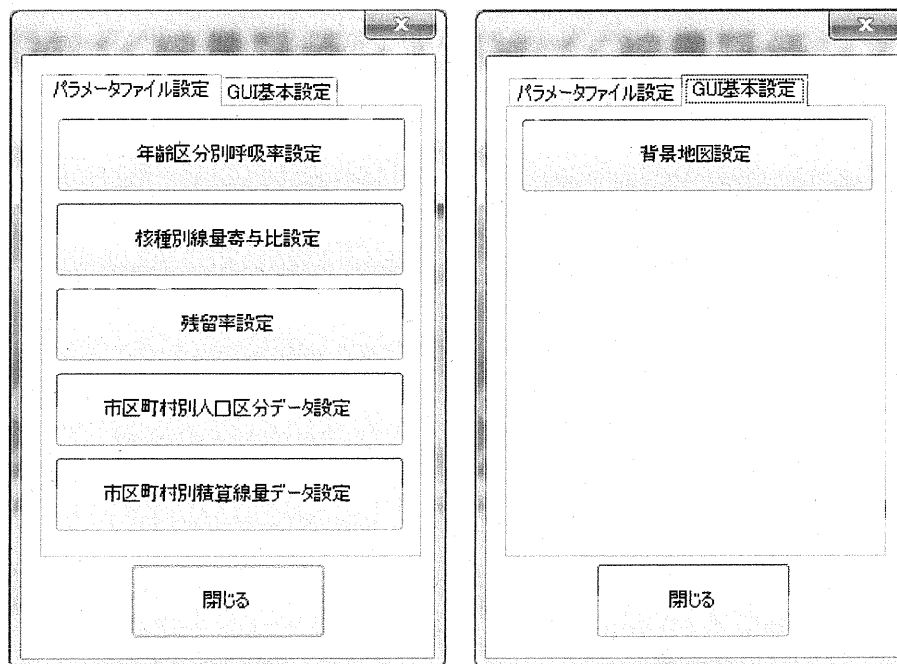 パラメータファイル設定 GUI基本設定
年齢区分別呼吸率設定
核種別線量寄与比設定
残留率設定
市区町村別人口区分データ設定
市区町村別積算線量データ設定
閉じる
パラメータファイル設定 GUI基本設定
背景地図設定
閉じる